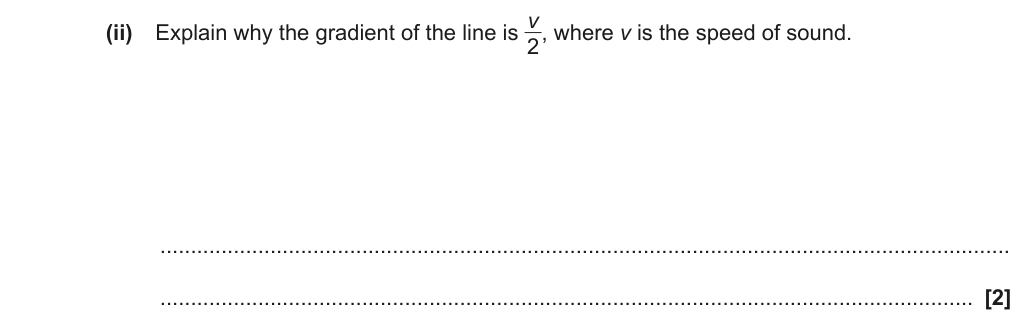 (ii) Explain why the gradient of the line is v/2, where v is the speed of sound.
..........................................................................................................................................
.................................................................................................................................... [2]